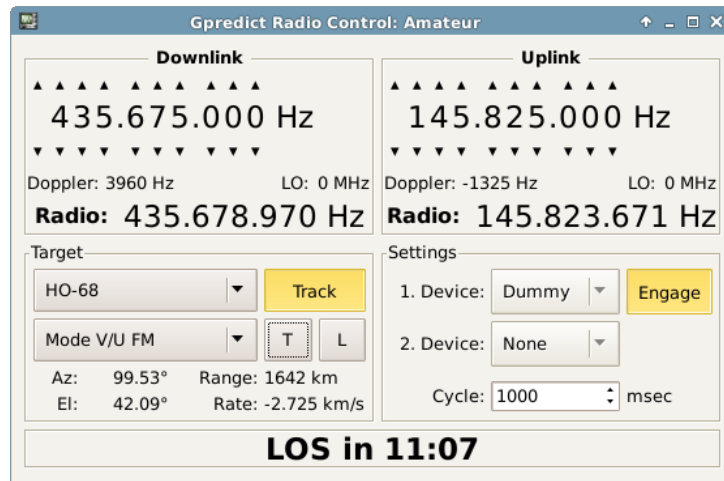 Gpredict Radio Control: Amateur
Downlink
435.675.000 Hz
Doppler: 3960 Hz LO: 0 MHz
Radio: 435.678.970 Hz
Uplink
145.825.000 Hz
Doppler: -1325 Hz LO: 0 MHz
Radio: 145.823.671 Hz
Target
HO-68 Track
Mode V/U FM T L
Az: 99.53° Range: 1642 km
El: 42.09° Rate: -2.725 km/s
Settings
1. Device: Dummy Engage
2. Device: None
Cycle: 1000 msec
LOS in 11:07